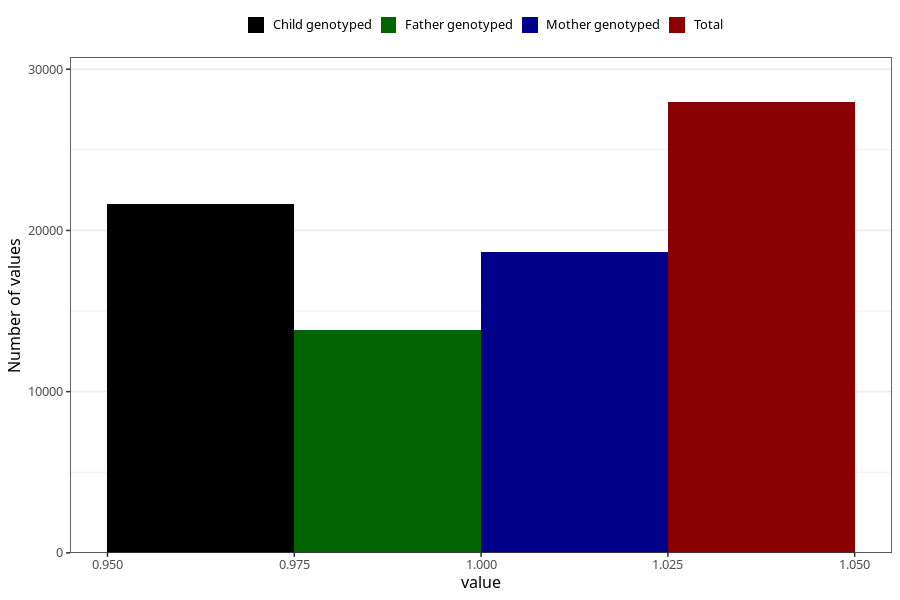 Child genotyped Father genotyped Mother genotyped Total
30000
20000
10000
0
Number of values
0.950 0.975 1.000 1.025 1.050
value